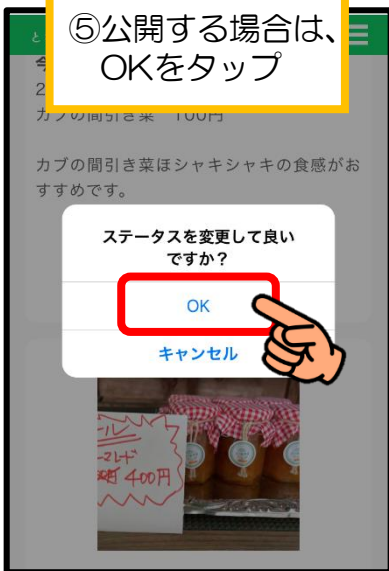 ⑤公開する場合は、
OKをタップ
と
2
カブの間引き菜 100円
カブの間引き菜ほシャキシャキの食感がお
すすめです。
ステータスを変更して良い
ですか？
OK
キャンセル
400円